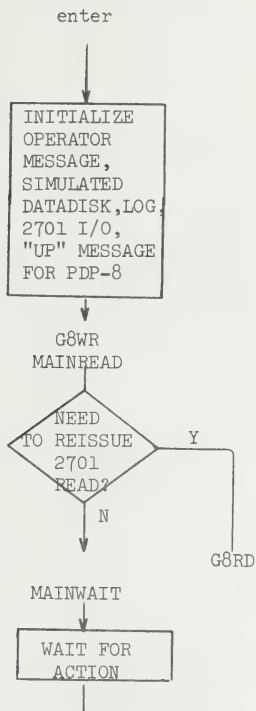 enter
INITIALIZE
OPERATOR
MESSAGE,
SIMULATED
DATADISK,LOG,
2701 I/O,
"UP" MESSAGE
FOR PDP-8
G8WR
MAINREAD
NEED
TO REISSUE
2701
READ?
Y
N
G8RD
MAINWAIT
WAIT FOR
ACTION